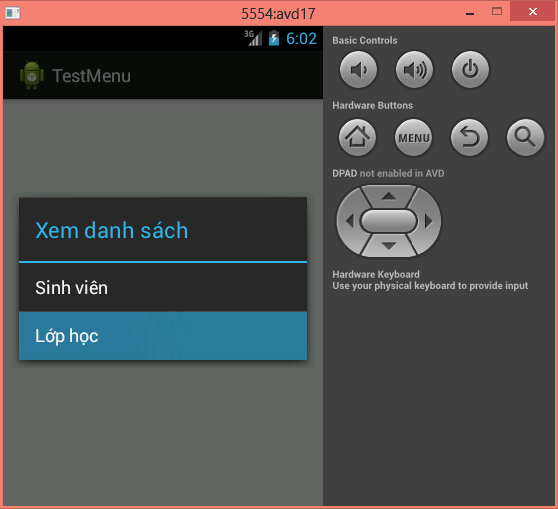 5554:avd17
3G 6:02
TestMenu
Xem danh sách
Sinh viên
Lớp học
Basic Controls
Hardware Buttons
MENU
DPAD not enabled in AVD
Hardware Keyboard
Use your physical keyboard to provide input